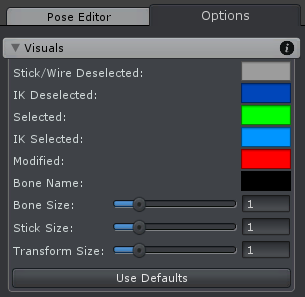 Pose Editor
Options
Visuals
Stick/Wire Deselected:
IK Deselected:
Selected:
IK Selected:
Modified:
Bone Name:
Bone Size: 1
Stick Size: 1
Transform Size: 1
Use Defaults